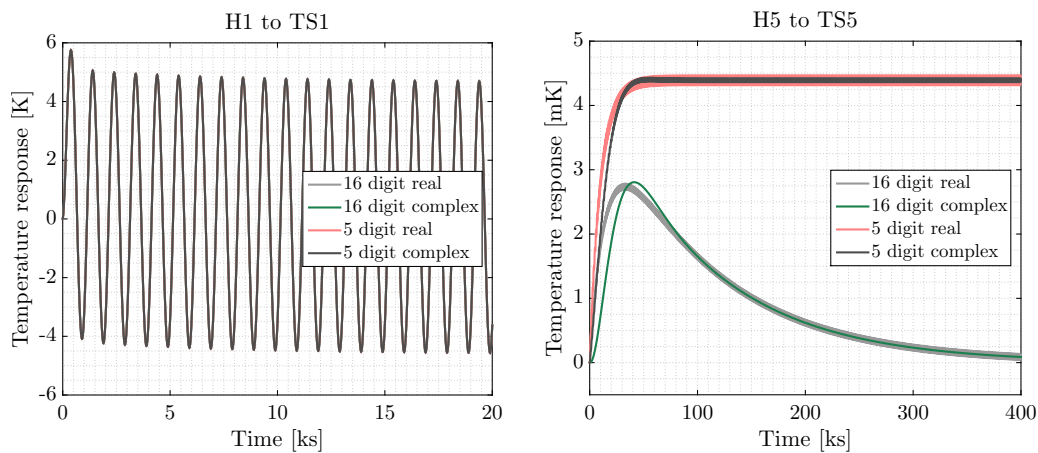 H1 to TS1
6
4
2
0
-2
-4
-6
0
5
10
15
20
Temperature response [K]
Time [ks]
16 digit real
16 digit complex
5 digit real
5 digit complex
H5 to TS5
5
4
3
2
1
0
0
100
200
300
400
Temperature response [mK]
Time [ks]
16 digit real
16 digit complex
5 digit real
5 digit complex